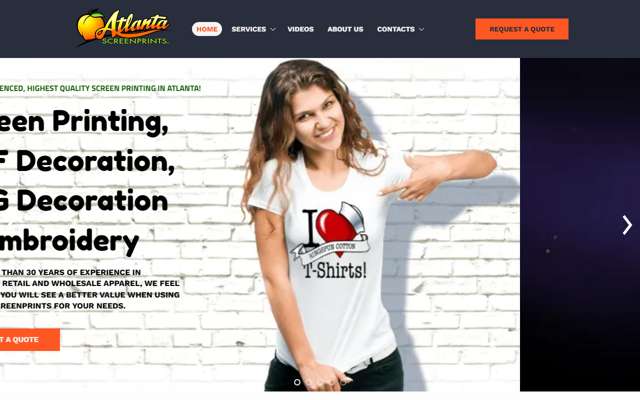 Atlanta
SCREENPRINTS
HOME
SERVICES
VIDEOS
ABOUT US
CONTACTS
REQUEST A QUOTE
ENCED, HIGHEST QUALITY SCREEN PRINTING IN ATLANTA!
een Printing,
F Decoration,
G Decoration
mbroidery
THAN 30 YEARS OF EXPERIENCE IN
RETAIL AND WHOLESALE APPAREL, WE FEEL
YOU WILL SEE A BETTER VALUE WHEN USING
REENPRINTS FOR YOUR NEEDS.
T A QUOTE
I
RINGSPUN COTTON
T-Shirts!